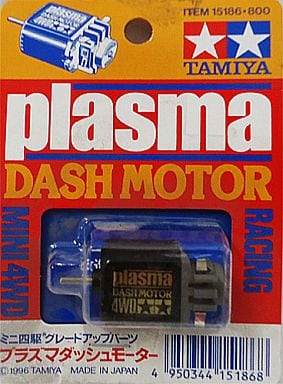 ITEM 15186・800
TAMIYA
plasma
DASH MOTOR
MINI 4WD
RACING
plasma
4WD
ミニ四駆グレードアップパーツ
プラズマダッシュモーター
©1996 TAMIYA MADE IN JAPAN
4 950344 151868